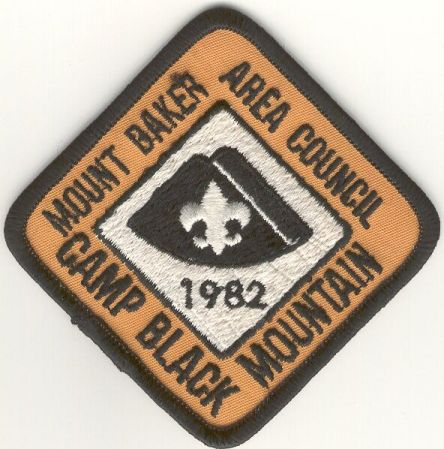 MOUNT BAKER
AREA COUNCIL
1982
CAMP BLACK
MOUNTAIN